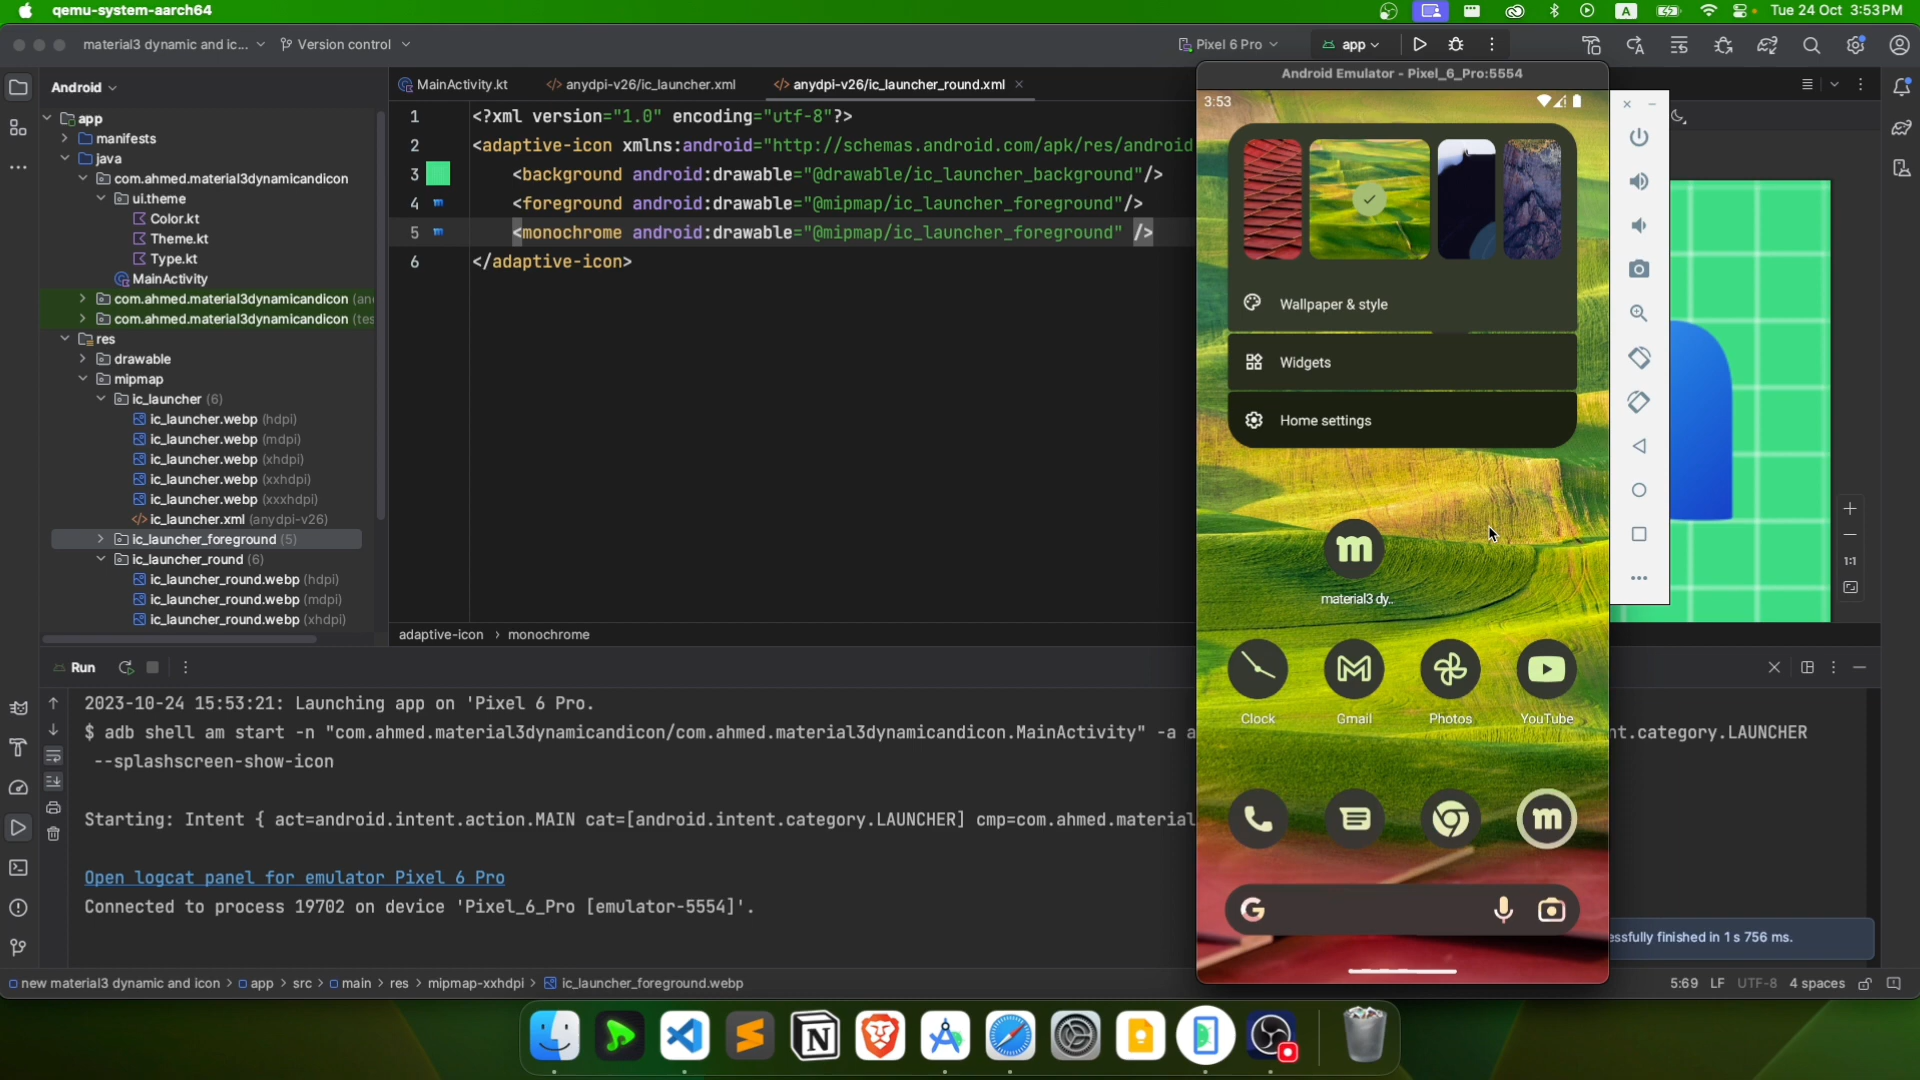 qemu-system-aarch64
A
Tue 24 Oct 3:53 PM
material3 dynamic and ic...
Version control
Pixel 6 Pro
app
Android
MainActivity.kt
anydpi-v26/ic_launcher.xml
anydpi-v26/ic_launcher_round.xml
app
manifests
java
com.ahmed.material3dynamicandicon
ui.theme
Color.kt
Theme.kt
Type.kt
MainActivity
com.ahmed.material3dynamicandicon (an
com.ahmed.material3dynamicandicon (tes
res
drawable
mipmap
ic_launcher (6)
ic_launcher.webp (hdpi)
ic_launcher.webp (mdpi)
ic_launcher.webp (xhdpi)
ic_launcher.webp (xxhdpi)
ic_launcher.webp (xxxhdpi)
ic_launcher.xml (anydpi-v26)
ic_launcher_foreground (5)
ic_launcher_round (6)
ic_launcher_round.webp (hdpi)
ic_launcher_round.webp (mdpi)
ic_launcher_round.webp (xhdpi)
1 <?xml version="1.0" encoding="utf-8"?>
2 <adaptive-icon xmlns:android="http://schemas.android.com/apk/res/android
3 <background android:drawable="@drawable/ic_launcher_background"/>
4 <foreground android:drawable="@mipmap/ic_launcher_foreground"/>
5 <monochrome android:drawable="@mipmap/ic_launcher_foreground" />
6 </adaptive-icon>
adaptive-icon › monochrome
Android Emulator - Pixel_6_Pro:5554
3:53
Wallpaper & style
Widgets
Home settings
m
material3 dy..
Clock
Gmail
Photos
YouTube
m
G
1:1
Run
2023-10-24 15:53:21: Launching app on 'Pixel 6 Pro.
$ adb shell am start -n "com.ahmed.material3dynamicandicon/com.ahmed.material3dynamicandicon.MainActivity" -a a
nt.category.LAUNCHER
--splashscreen-show-icon
Starting: Intent { act=android.intent.action.MAIN cat=[android.intent.category.LAUNCHER] cmp=com.ahmed.material
Open logcat panel for emulator Pixel 6 Pro
Connected to process 19702 on device 'Pixel_6_Pro [emulator-5554]'.
essfully finished in 1 s 756 ms.
new material3 dynamic and icon › app › src › main › res › mipmap-xxhdpi › ic_launcher_foreground.webp
5:69 LF UTF-8 4 spaces